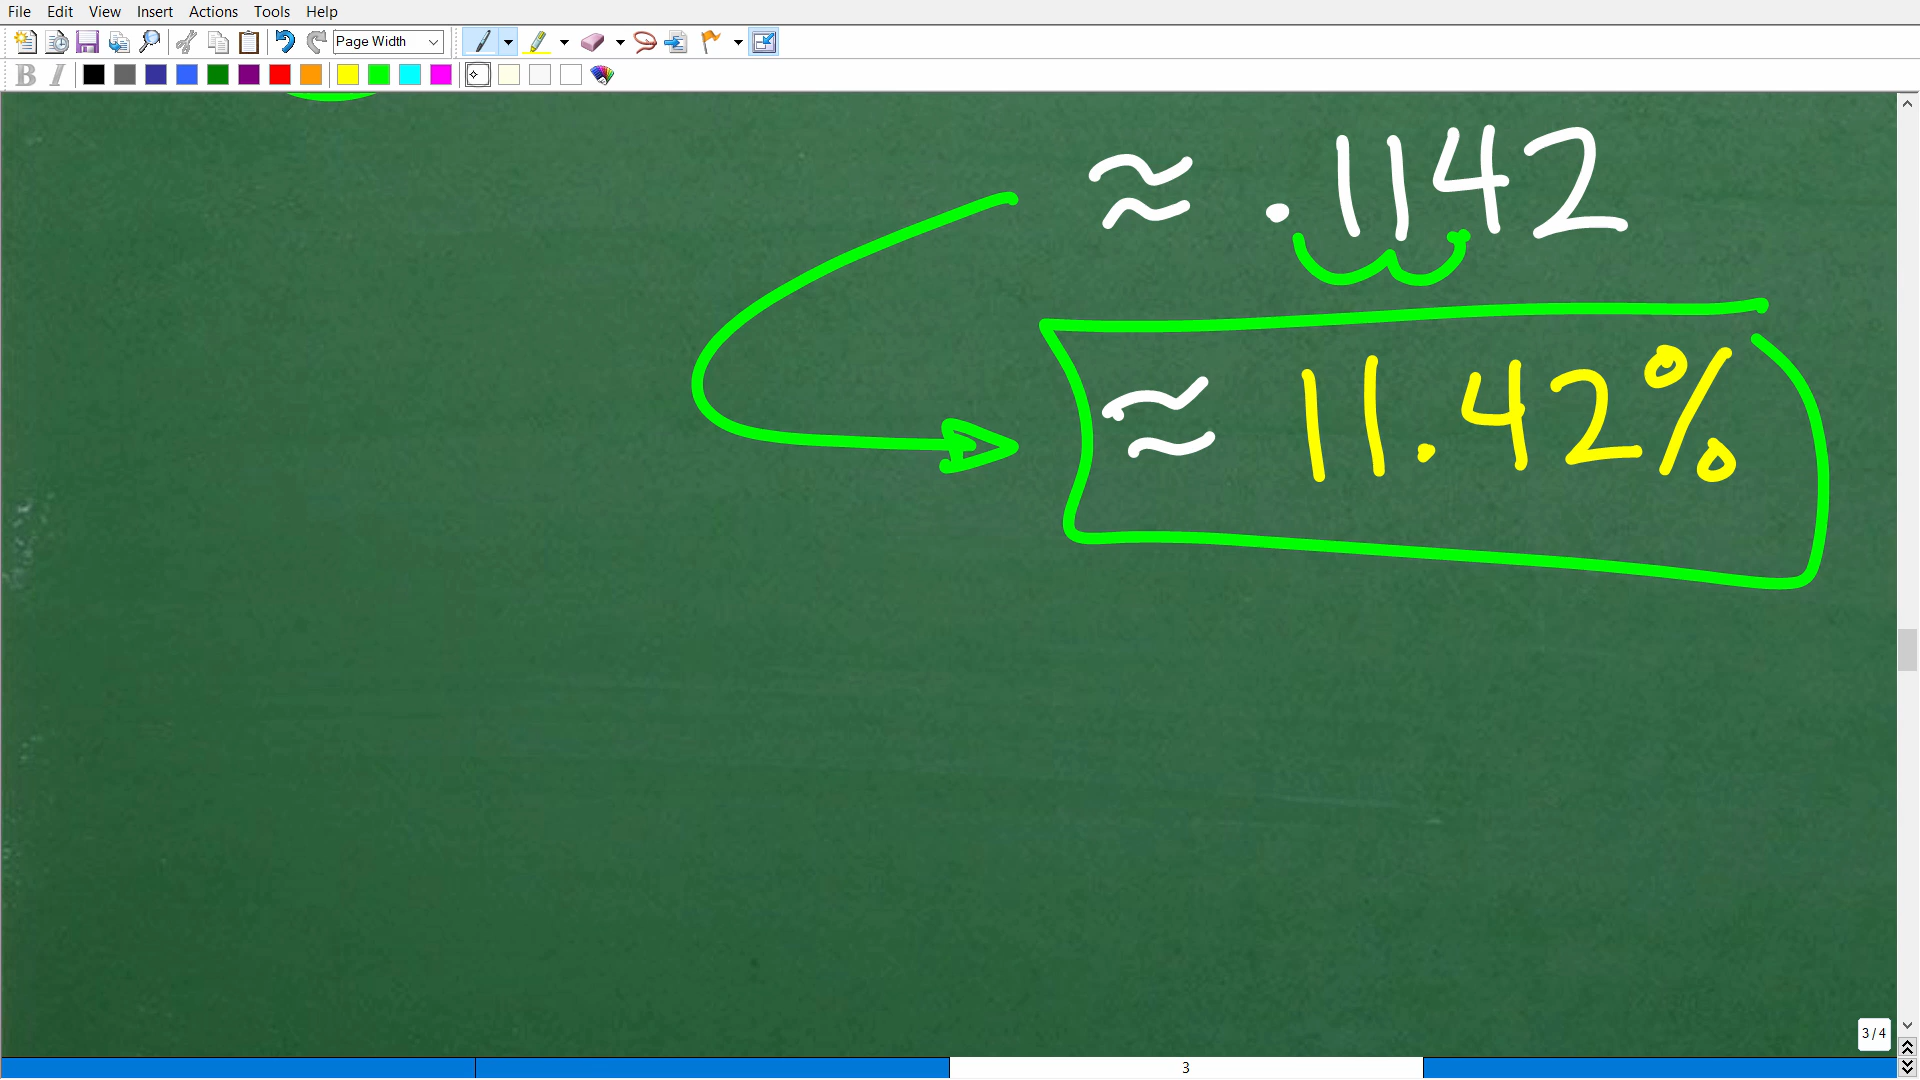 File Edit View Insert Actions Tools Help
Page Width
B I
≈ .1142
≈ 11.42%
3 / 4
3